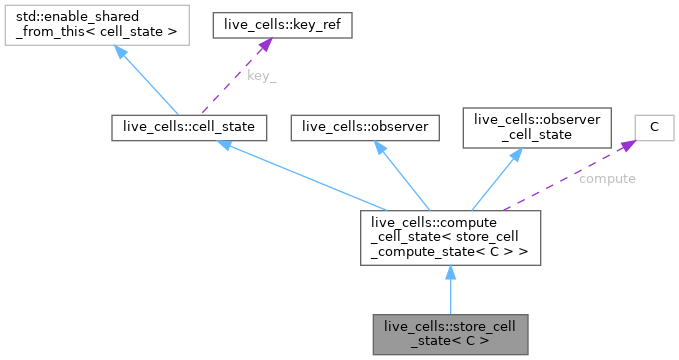 std::enable_shared
_from_this< cell_state >
live_cells::key_ref
key_
live_cells::cell_state
live_cells::observer
live_cells::observer
_cell_state
C
compute
live_cells::compute
_cell_state< store_cell
_compute_state< C > >
live_cells::store_cell
_state< C >